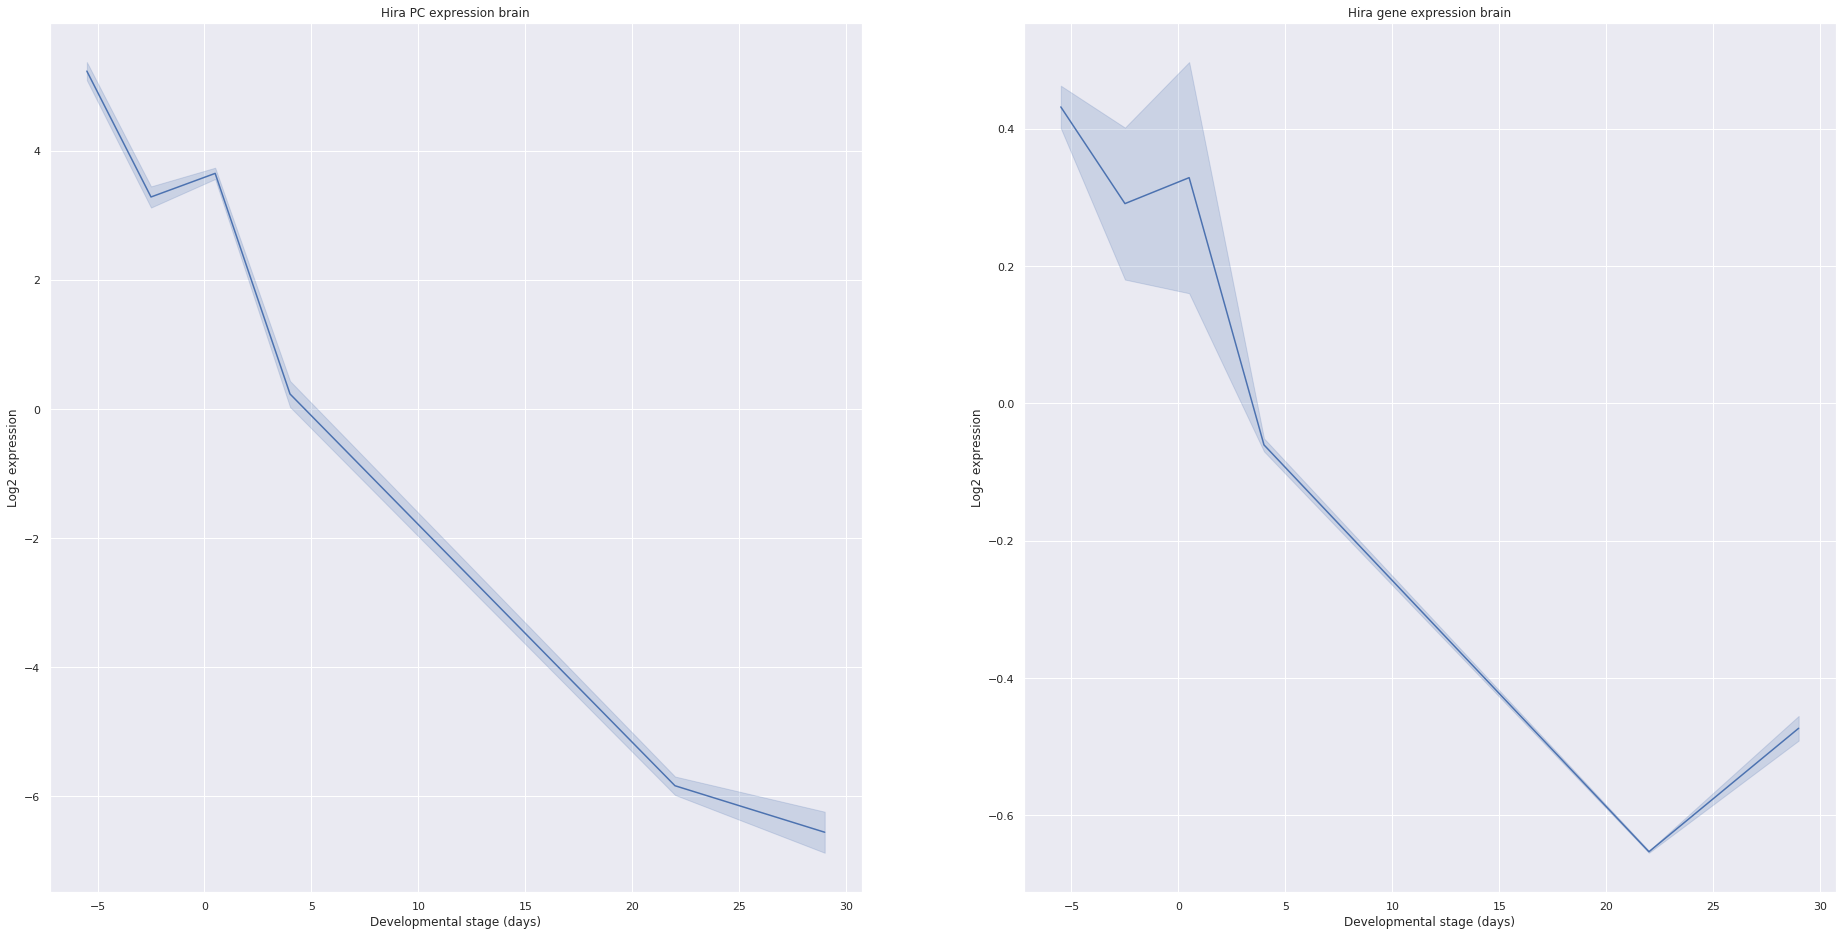 Hira PC expression brain
Log2 expression
4
2
0
−2
−4
−6
−5 0 5 10 15 20 25 30
Developmental stage (days)
Hira gene expression brain
Log2 expression
0.4
0.2
0.0
−0.2
−0.4
−0.6
−5 0 5 10 15 20 25 30
Developmental stage (days)